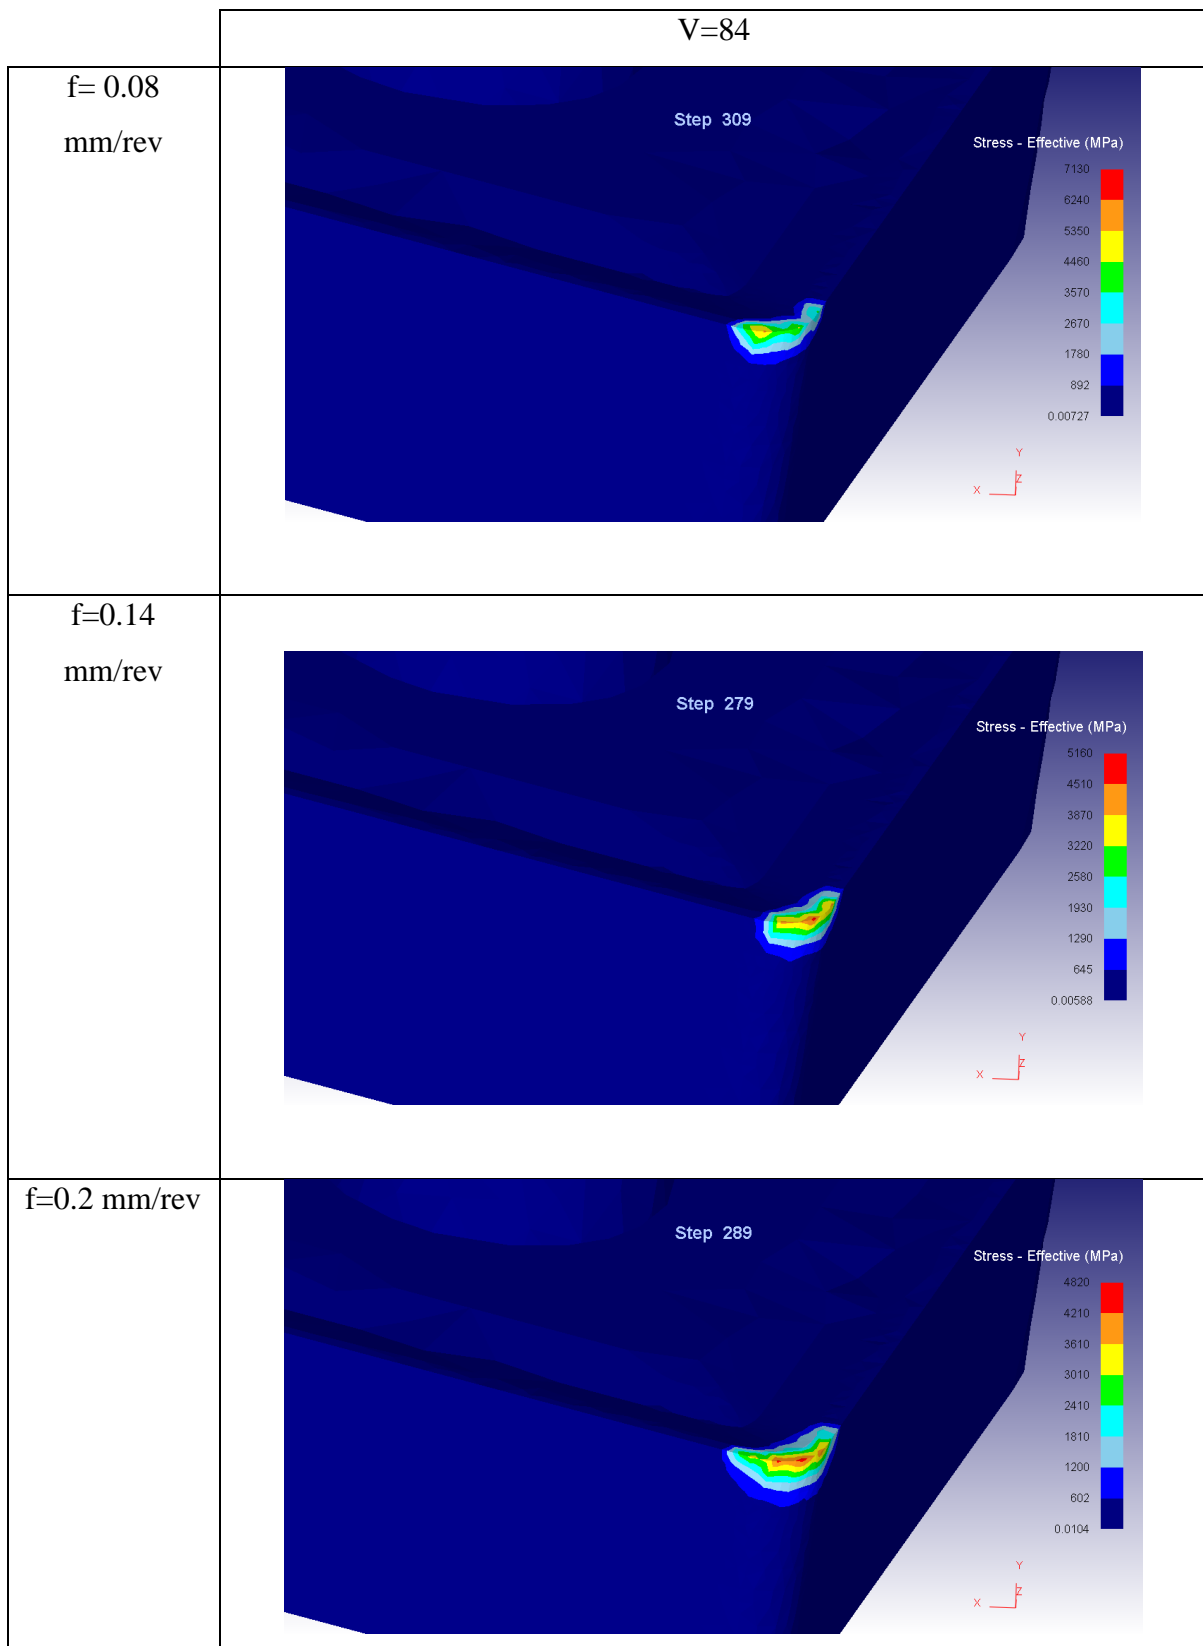 V=84
f= 0.08
mm/rev
Step 309
Stress - Effective (MPa)
7130
6240
5350
4460
3570
2670
1780
892
0.00727
Y
Z
X
f=0.14
mm/rev
Step 279
Stress - Effective (MPa)
5160
4510
3870
3220
2580
1930
1290
645
0.00588
Y
Z
X
f=0.2 mm/rev
Step 289
Stress - Effective (MPa)
4820
4210
3610
3010
2410
1810
1200
602
0.0104
Y
Z
X